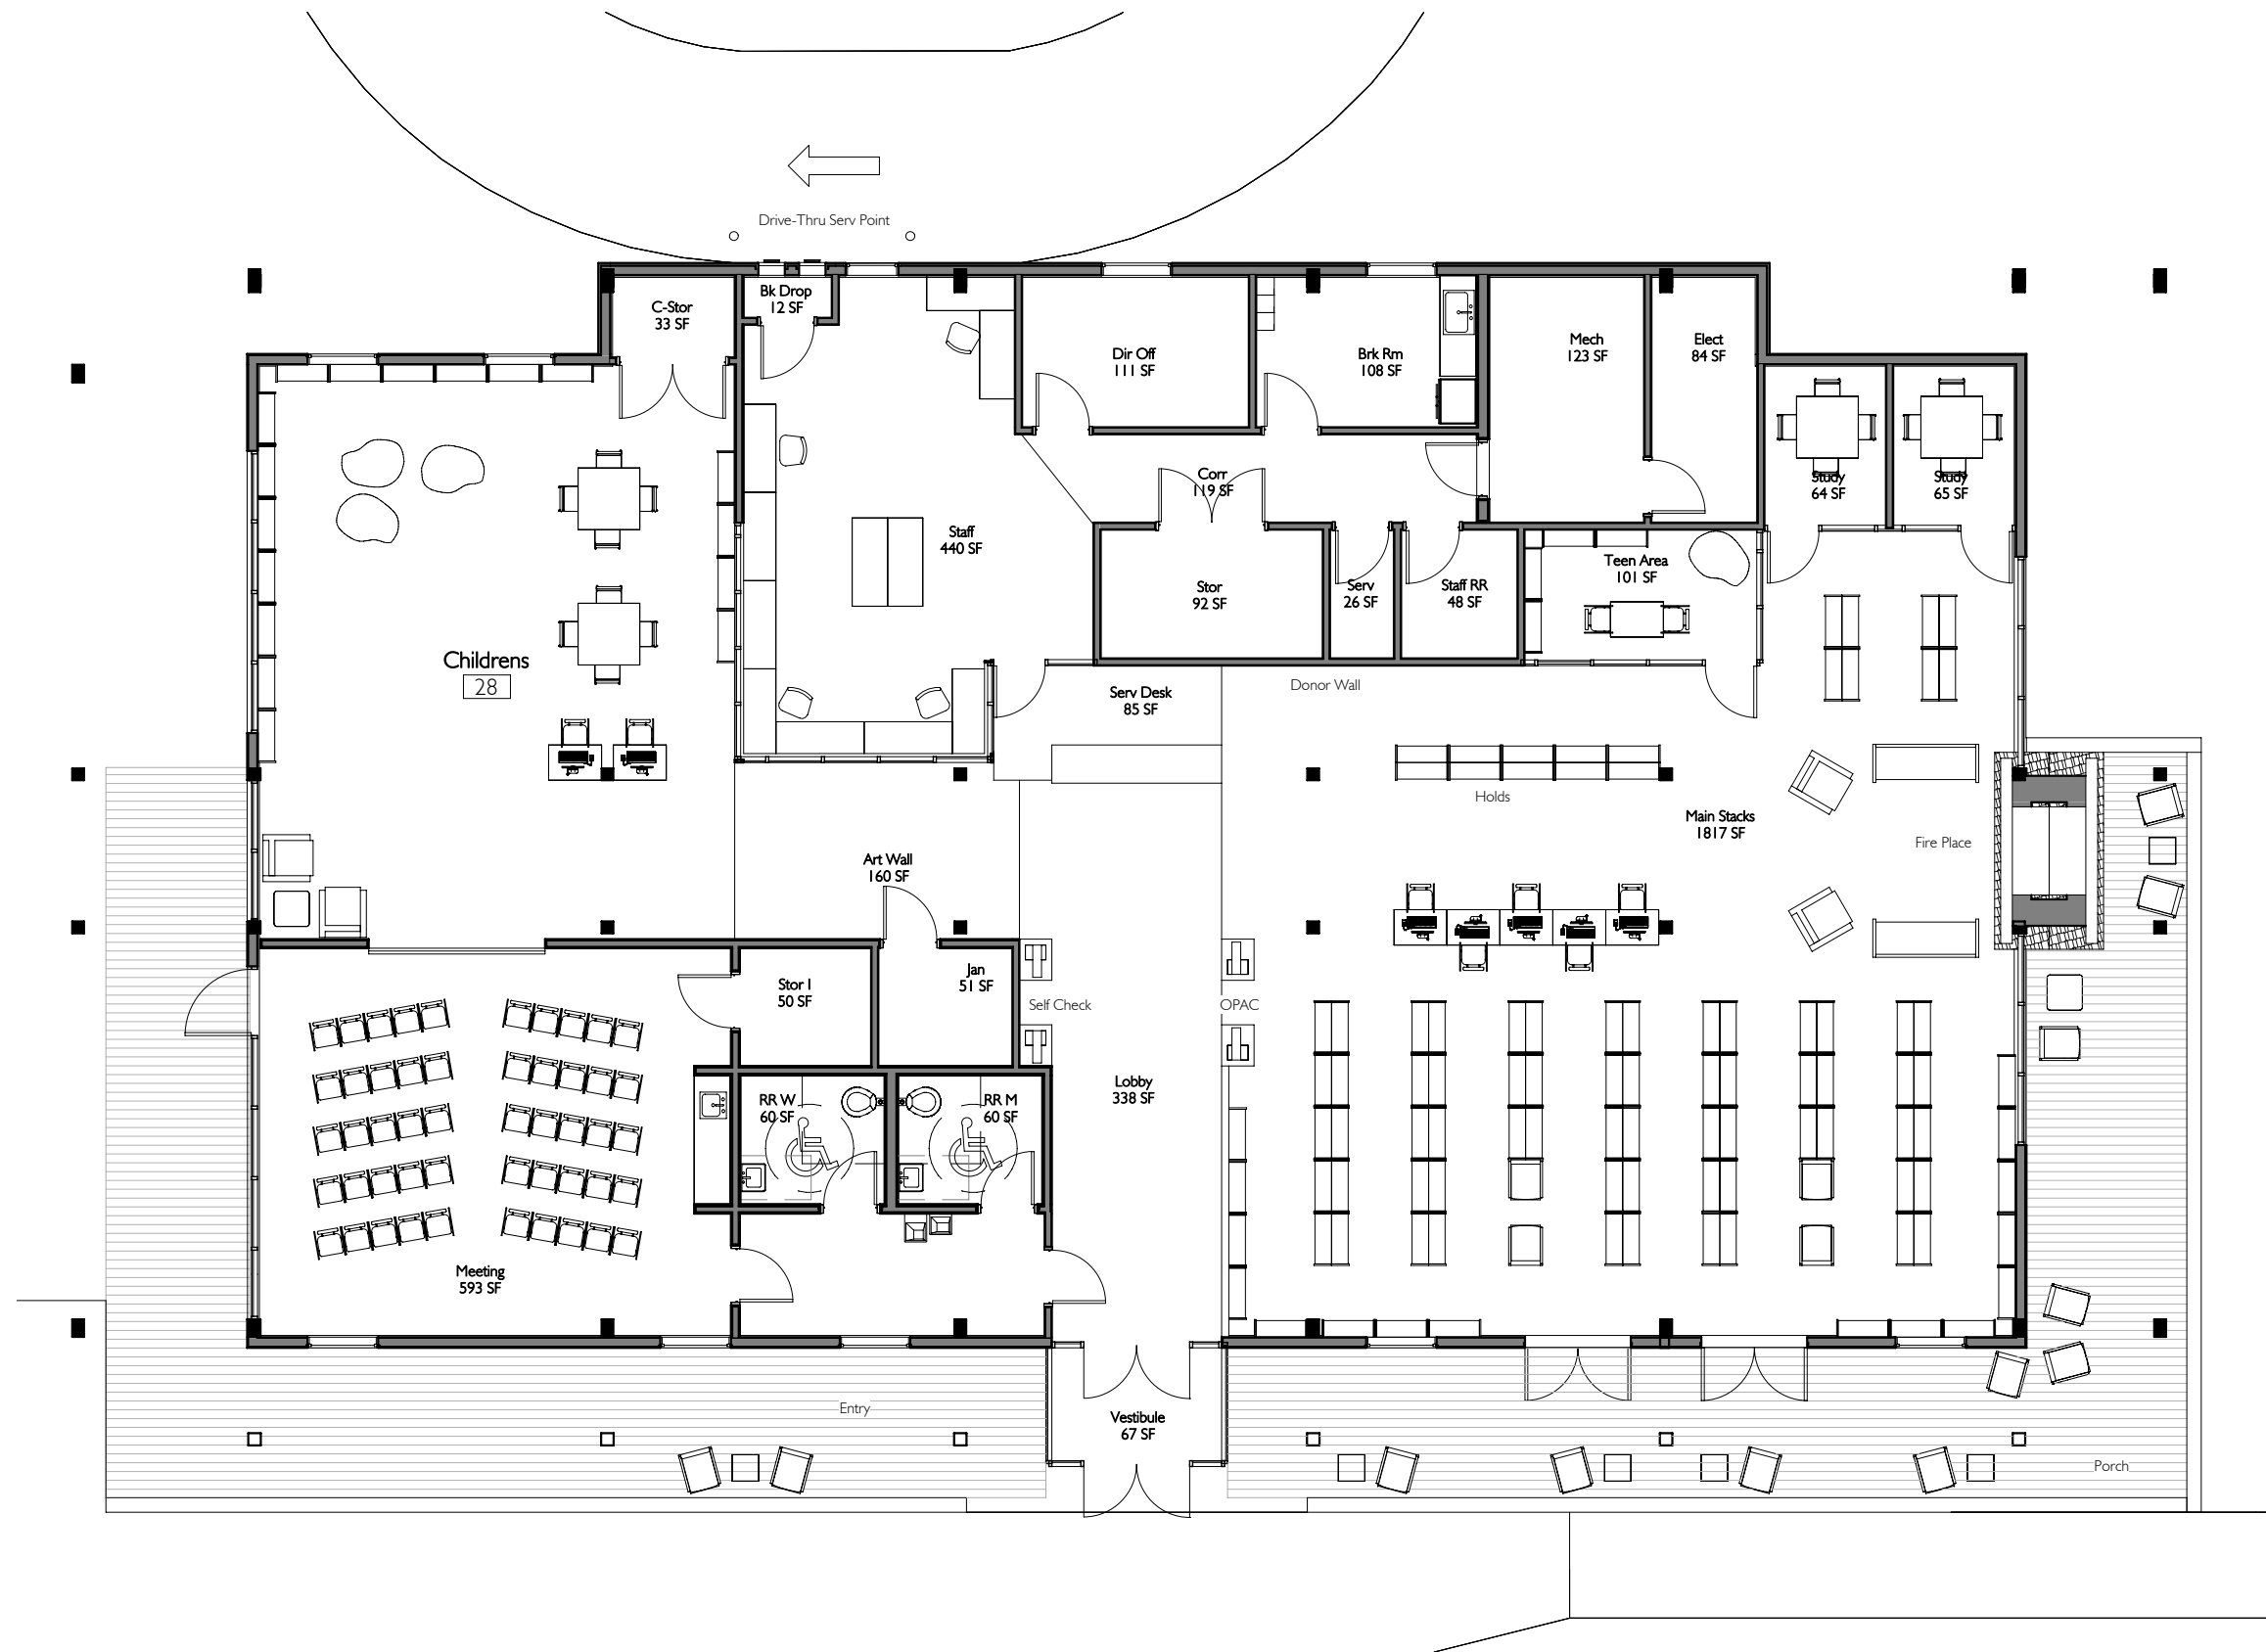 Drive-Thru Serv Point
C-Stor
33 SF
Bk Drop
12 SF
Dir Off
111 SF
Brk Rm
108 SF
Mech
123 SF
Elect
84 SF
Study
64 SF
Study
65 SF
Corr
119 SF
Staff
440 SF
Stor
92 SF
Serv
26 SF
Staff RR
48 SF
Teen Area
101 SF
Childrens
28
Serv Desk
85 SF
Donor Wall
Holds
Main Stacks
1817 SF
Fire Place
Art Wall
160 SF
Stor I
50 SF
Jan
51 SF
Self Check
OPAC
Lobby
338 SF
RR W
60 SF
RR M
60 SF
Meeting
593 SF
Entry
Vestibule
67 SF
Porch